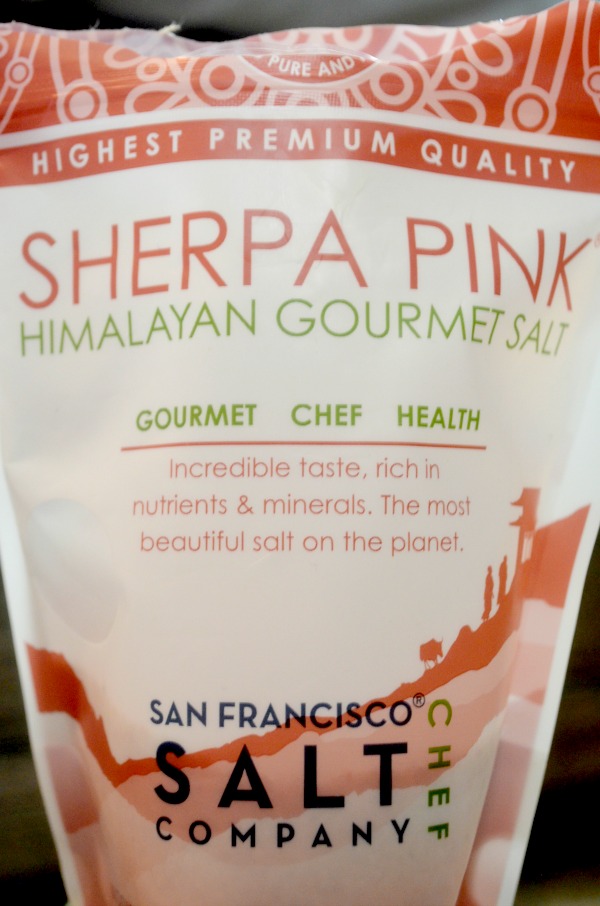 PURE AND
HIGHEST PREMIUM QUALITY
SHERPA PINK
HIMALAYAN GOURMET SALT
GOURMET CHEF HEALTH
Incredible taste, rich in
nutrients & minerals. The most
beautiful salt on the planet.
SAN FRANCISCO®
SALT
COMPANY
CHEF